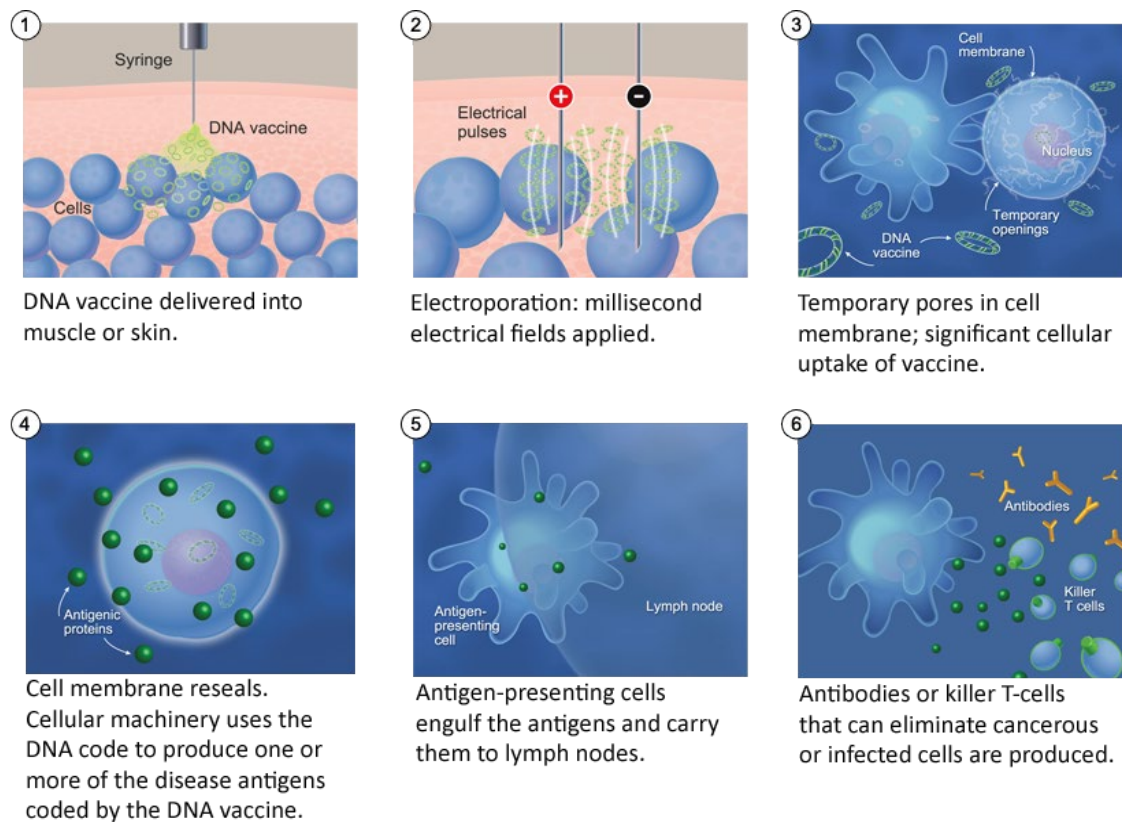 1
Syringe
DNA vaccine
Cells
DNA vaccine delivered into
muscle or skin.
2
Electrical
pulses
+
-
Electroporation: millisecond
electrical fields applied.
3
Cell
membrane
Nucleus
Temporary
openings
DNA
vaccine
Temporary pores in cell
membrane; significant cellular
uptake of vaccine.
4
Antigenic
proteins
Cell membrane reseals.
Cellular machinery uses the
DNA code to produce one or
more of the disease antigens
coded by the DNA vaccine.
5
Antigen-
presenting
cell
Lymph node
Antigen-presenting cells
engulf the antigens and carry
them to lymph nodes.
6
Antibodies
Killer
T cells
Antibodies or killer T-cells
that can eliminate cancerous
or infected cells are produced.